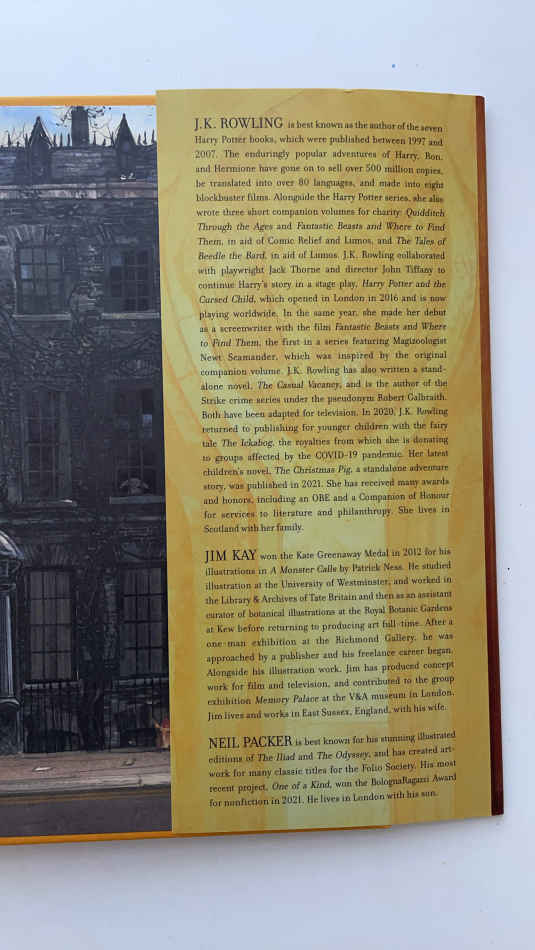 J.K. ROWLING is best known as the author of the seven
Harry Potter books, which were published between 1997 and
2007. The enduringly popular adventures of Harry, Ron,
and Hermione have gone on to sell over 500 million copies,
be translated into over 80 languages, and made into eight
blockbuster films. Alongside the Harry Potter series, she also
wrote three short companion volumes for charity: Quidditch
Through the Ages and Fantastic Beasts and Where to Find
Them, in aid of Comic Relief and Lumos, and The Tales of
Beedle the Bard, in aid of Lumos. J.K. Rowling collaborated
with playwright Jack Thorne and director John Tiffany to
continue Harry's story in a stage play, Harry Potter and the
Cursed Child, which opened in London in 2016 and is now
playing worldwide. In the same year, she made her debut
as a screenwriter with the film Fantastic Beasts and Where
to Find Them, the first in a series featuring Magizoologist
Newt Scamander, which was inspired by the original
companion volume. J.K. Rowling has also written a stand-
alone novel, The Casual Vacancy, and is the author of the
Strike crime series under the pseudonym Robert Galbraith.
Both have been adapted for television. In 2020, J.K. Rowling
returned to publishing for younger children with the fairy
tale The Ickabog, the royalties from which she is donating
to groups affected by the COVID-19 pandemic. Her latest
children's novel, The Christmas Pig, a standalone adventure
story, was published in 2021. She has received many awards
and honors, including an OBE and a Companion of Honour
for services to literature and philanthropy. She lives in
Scotland with her family.
JIM KAY won the Kate Greenaway Medal in 2012 for his
illustrations in A Monster Calls by Patrick Ness. He studied
illustration at the University of Westminster, and worked in
the Library & Archives of Tate Britain and then as an assistant
curator of botanical illustrations at the Royal Botanic Gardens
at Kew before returning to producing art full-time. After a
one-man exhibition at the Richmond Gallery, he was
approached by a publisher and his freelance career began.
Alongside his illustration work, Jim has produced concept
work for film and television, and contributed to the group
exhibition Memory Palace at the V&A museum in London.
Jim lives and works in East Sussex, England, with his wife.
NEIL PACKER is best known for his stunning illustrated
editions of The Iliad and The Odyssey, and has created art-
work for many classic titles for the Folio Society. His most
recent project, One of a Kind, won the BolognaRagazzi Award
for nonfiction in 2021. He lives in London with his son.